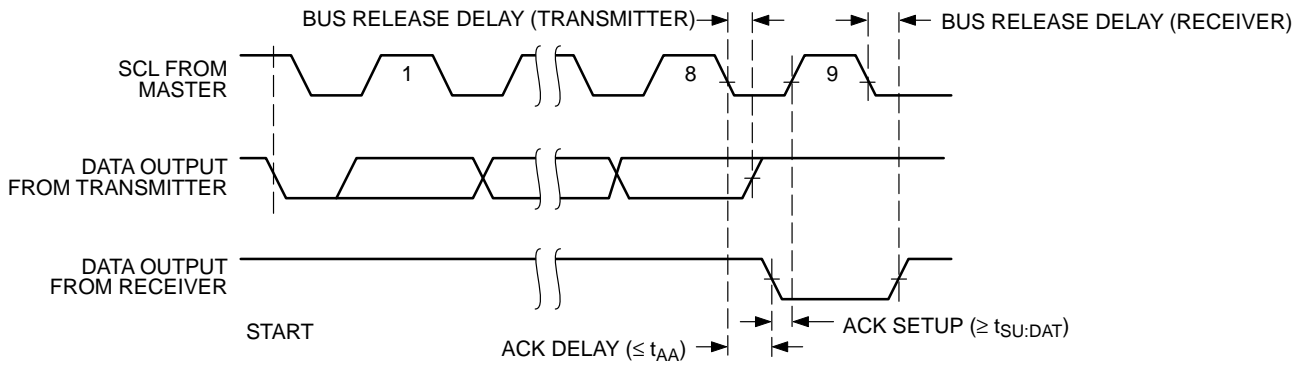 BUS RELEASE DELAY (TRANSMITTER)
BUS RELEASE DELAY (RECEIVER)
SCL FROM
MASTER
1
8
9
DATA OUTPUT
FROM TRANSMITTER
DATA OUTPUT
FROM RECEIVER
START
ACK SETUP (≥ tSU:DAT)
ACK DELAY (≤ tAA)